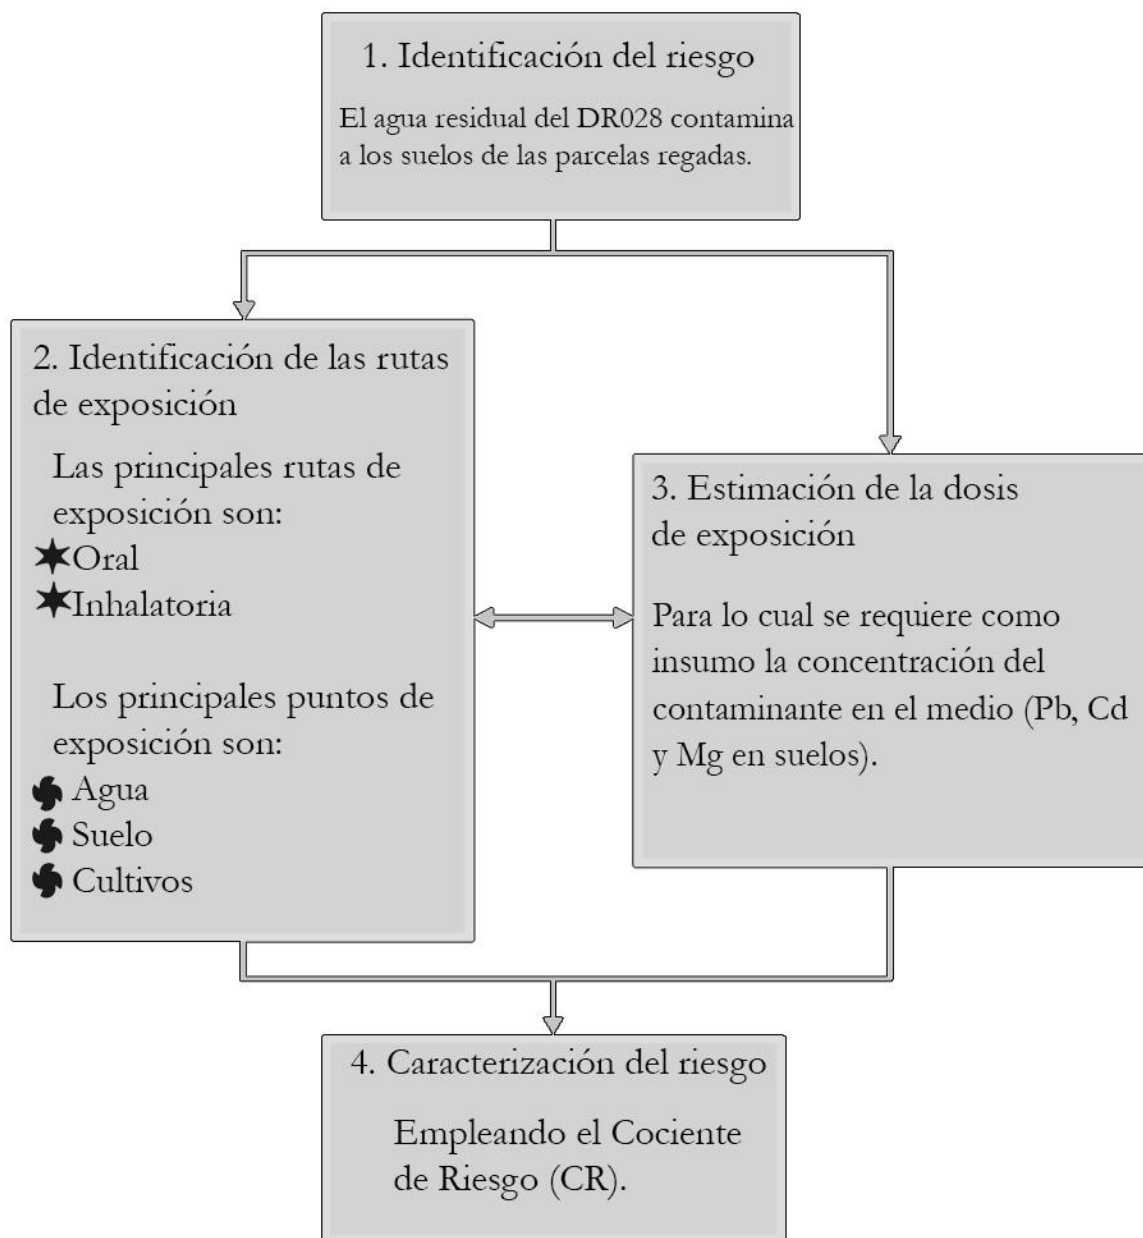 1. Identificación del riesgo
El agua residual del DR028 contamina
a los suelos de las parcelas regadas.
2. Identificación de las rutas
de exposición
Las principales rutas de
exposición son:
Oral
Inhalatoria
Los principales puntos de
exposición son:
Agua
Suelo
Cultivos
3. Estimación de la dosis
de exposición
Para lo cual se requiere como
insumo la concentración del
contaminante en el medio (Pb, Cd
y Mg en suelos).
4. Caracterización del riesgo
Empleando el Cociente
de Riesgo (CR).